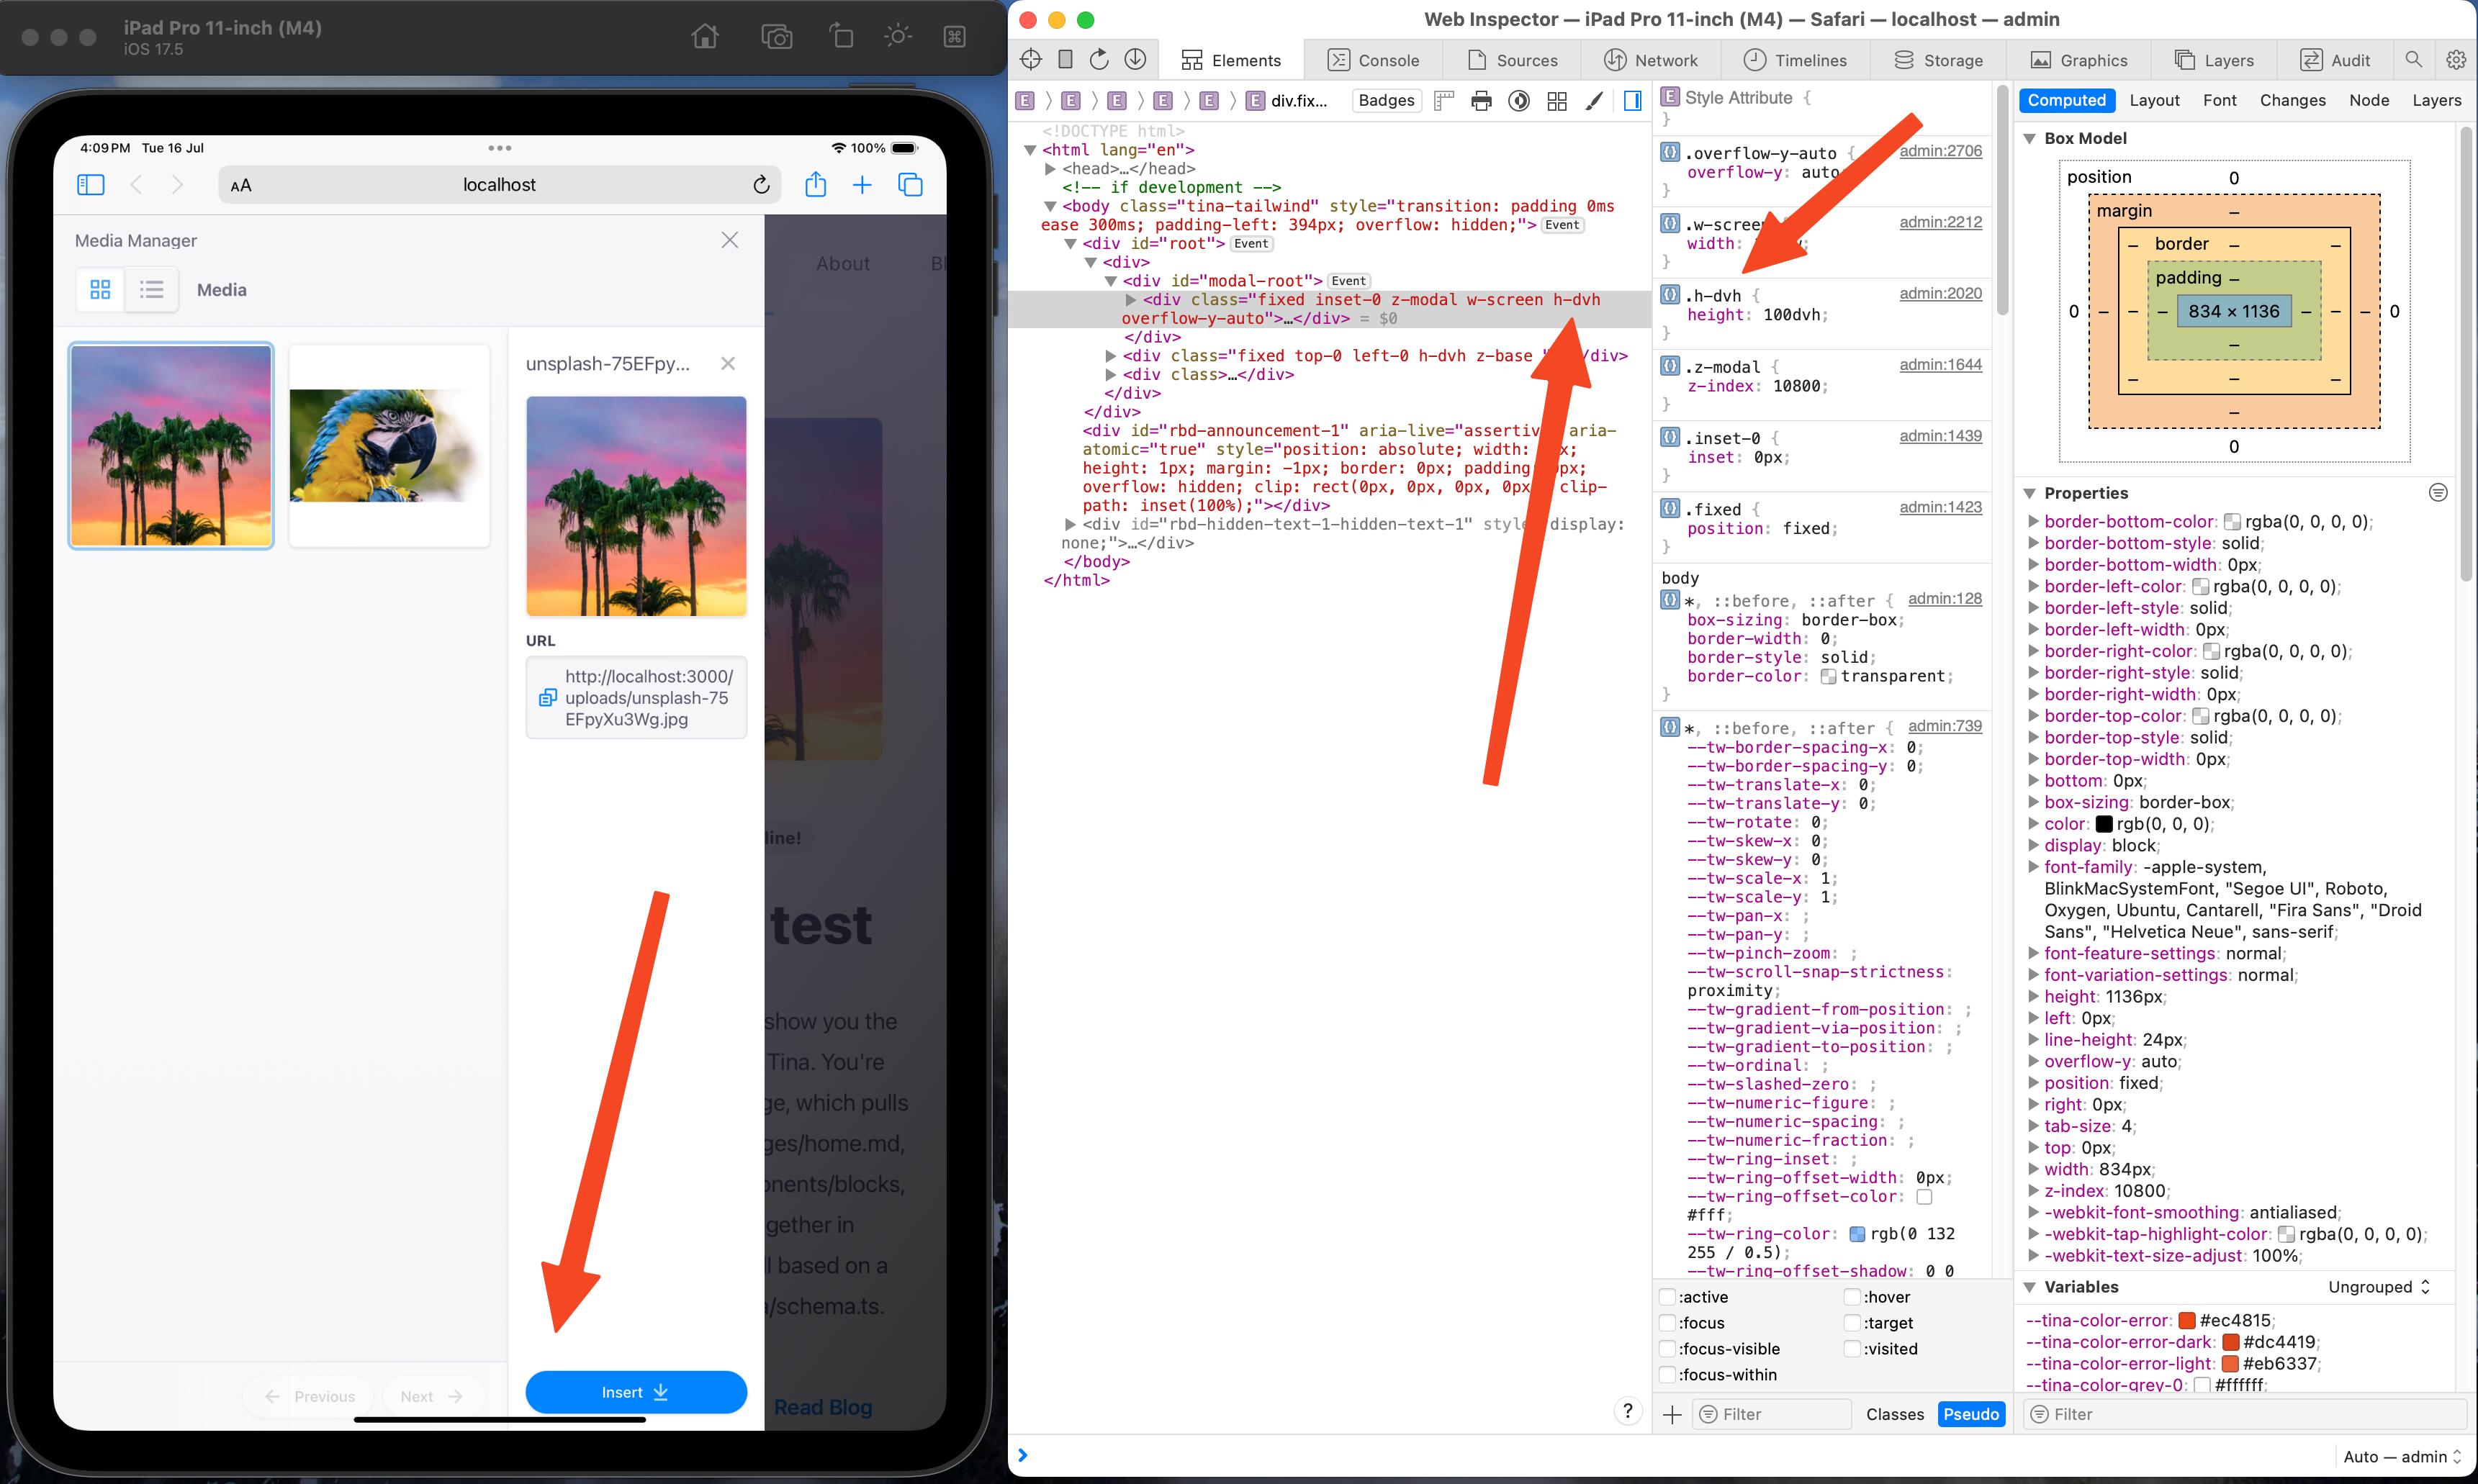 iPad Pro 11-inch (M4)
iOS 17.5
4:09 PM Tue 16 Jul
100%
AA
localhost
Media Manager
Media
unsplash-75EFpy...
URL
http://localhost:3000/
uploads/unsplash-75
EFpyXu3Wg.jpg
Previous
Next
Insert
About
line!
test
show you the
Tina. You're
ge, which pulls
ges/home.md,
onents/blocks,
gether in
l based on a
a/schema.ts.
Read Blog
Web Inspector — iPad Pro 11-inch (M4) — Safari — localhost — admin
Elements
Console
Sources
Network
Timelines
Storage
Graphics
Layers
Audit
E E E E E E div.fix...
Badges
<!DOCTYPE html>
<html lang="en">
<head>…</head>
<!-- if development -->
<body class="tina-tailwind" style="transition: padding 0ms
ease 300ms; padding-left: 394px; overflow: hidden;"> Event
<div id="root"> Event
<div>
<div id="modal-root"> Event
<div class="fixed inset-0 z-modal w-screen h-dvh
overflow-y-auto">…</div> = $0
</div>
<div class="fixed top-0 left-0 h-dvh z-base "
/div>
<div class>…</div>
</div>
</div>
<div id="rbd-announcement-1" aria-live="assertiv
aria-
atomic="true" style="position: absolute; width:
x;
height: 1px; margin: -1px; border: 0px; padding
px;
overflow: hidden; clip: rect(0px, 0px, 0px, 0px
clip-
path: inset(100%);"></div>
<div id="rbd-hidden-text-1-hidden-text-1" style
display:
none;">…</div>
</body>
</html>
E Style Attribute {
}
.overflow-y-auto { admin:2706
overflow-y: auto
}
.w-scree admin:2212
width:
}
.h-dvh { admin:2020
height: 100dvh;
}
.z-modal { admin:1644
z-index: 10800;
}
.inset-0 { admin:1439
inset: 0px;
}
.fixed { admin:1423
position: fixed;
}
body
*, ::before, ::after { admin:128
box-sizing: border-box;
border-width: 0;
border-style: solid;
border-color: transparent;
}
*, ::before, ::after { admin:739
--tw-border-spacing-x: 0;
--tw-border-spacing-y: 0;
--tw-translate-x: 0;
--tw-translate-y: 0;
--tw-rotate: 0;
--tw-skew-x: 0;
--tw-skew-y: 0;
--tw-scale-x: 1;
--tw-scale-y: 1;
--tw-pan-x: ;
--tw-pan-y: ;
--tw-pinch-zoom: ;
--tw-scroll-snap-strictness:
proximity;
--tw-gradient-from-position: ;
--tw-gradient-via-position: ;
--tw-gradient-to-position: ;
--tw-ordinal: ;
--tw-slashed-zero: ;
--tw-numeric-figure: ;
--tw-numeric-spacing: ;
--tw-numeric-fraction: ;
--tw-ring-inset: ;
--tw-ring-offset-width: 0px;
--tw-ring-offset-color:
#fff;
--tw-ring-color: rgb(0 132
255 / 0.5);
--tw-ring-offset-shadow: 0 0
:active :hover
:focus :target
:focus-visible :visited
:focus-within
Filter
Classes
Pseudo
Computed
Layout
Font
Changes
Node
Layers
Box Model
position 0
margin –
– border – –
padding –
0 – – – 834 × 1136 – – – 0
–
– – –
–
0
Properties
border-bottom-color: rgba(0, 0, 0, 0);
border-bottom-style: solid;
border-bottom-width: 0px;
border-left-color: rgba(0, 0, 0, 0);
border-left-style: solid;
border-left-width: 0px;
border-right-color: rgba(0, 0, 0, 0);
border-right-style: solid;
border-right-width: 0px;
border-top-color: rgba(0, 0, 0, 0);
border-top-style: solid;
border-top-width: 0px;
bottom: 0px;
box-sizing: border-box;
color: rgb(0, 0, 0);
display: block;
font-family: -apple-system,
BlinkMacSystemFont, "Segoe UI", Roboto,
Oxygen, Ubuntu, Cantarell, "Fira Sans", "Droid
Sans", "Helvetica Neue", sans-serif;
font-feature-settings: normal;
font-variation-settings: normal;
height: 1136px;
left: 0px;
line-height: 24px;
overflow-y: auto;
position: fixed;
right: 0px;
tab-size: 4;
top: 0px;
width: 834px;
z-index: 10800;
-webkit-font-smoothing: antialiased;
-webkit-tap-highlight-color: rgba(0, 0, 0, 0);
-webkit-text-size-adjust: 100%;
Variables
Ungrouped
--tina-color-error: #ec4815;
--tina-color-error-dark: #dc4419;
--tina-color-error-light: #eb6337;
--tina-color-grey-0: #ffffff;
Filter
?
Auto — admin